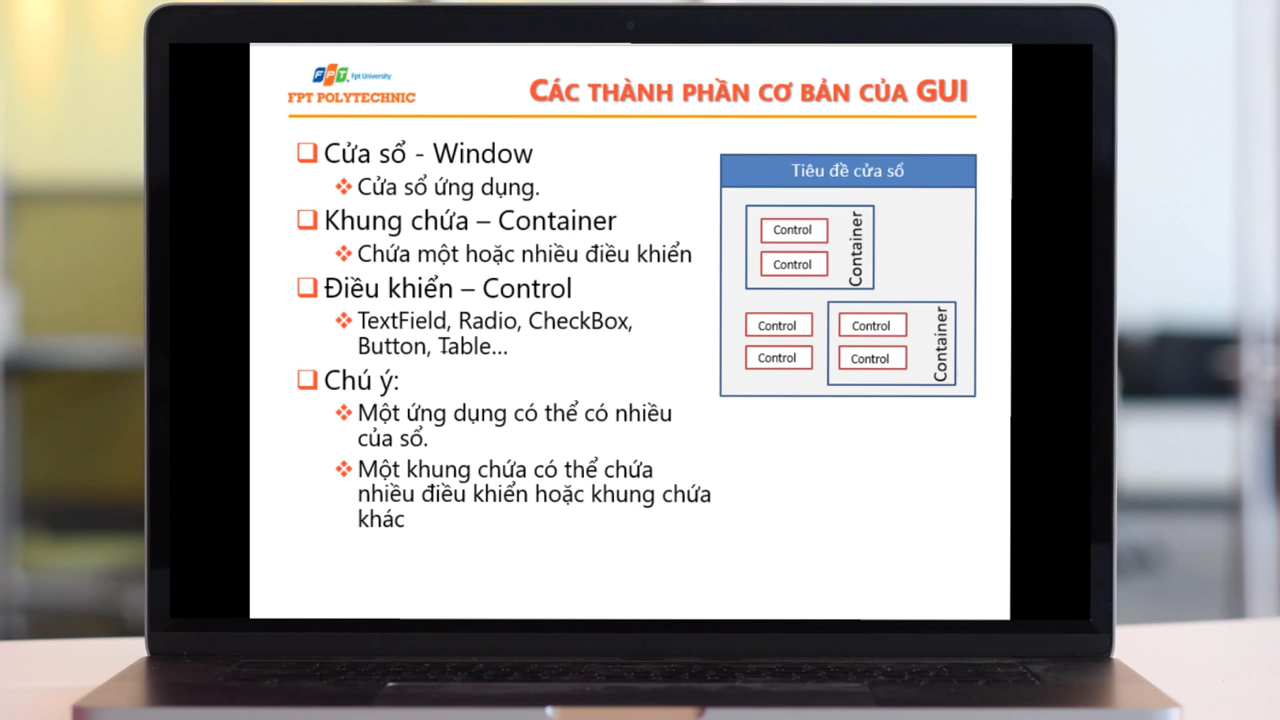 FPT. Fpt University
FPT POLYTECHNIC
CÁC THÀNH PHẦN CƠ BẢN CỦA GUI
Cửa sổ - Window
Cửa sổ ứng dụng.
Khung chứa – Container
Chứa một hoặc nhiều điều khiển
Điều khiển – Control
TextField, Radio, CheckBox,
Button, Table...
Chú ý:
Một ứng dụng có thể có nhiều
của sổ.
Một khung chứa có thể chứa
nhiều điều khiển hoặc khung chứa
khác
Tiêu đề cửa sổ
Control
Control
Container
Control
Control
Control
Control
Container